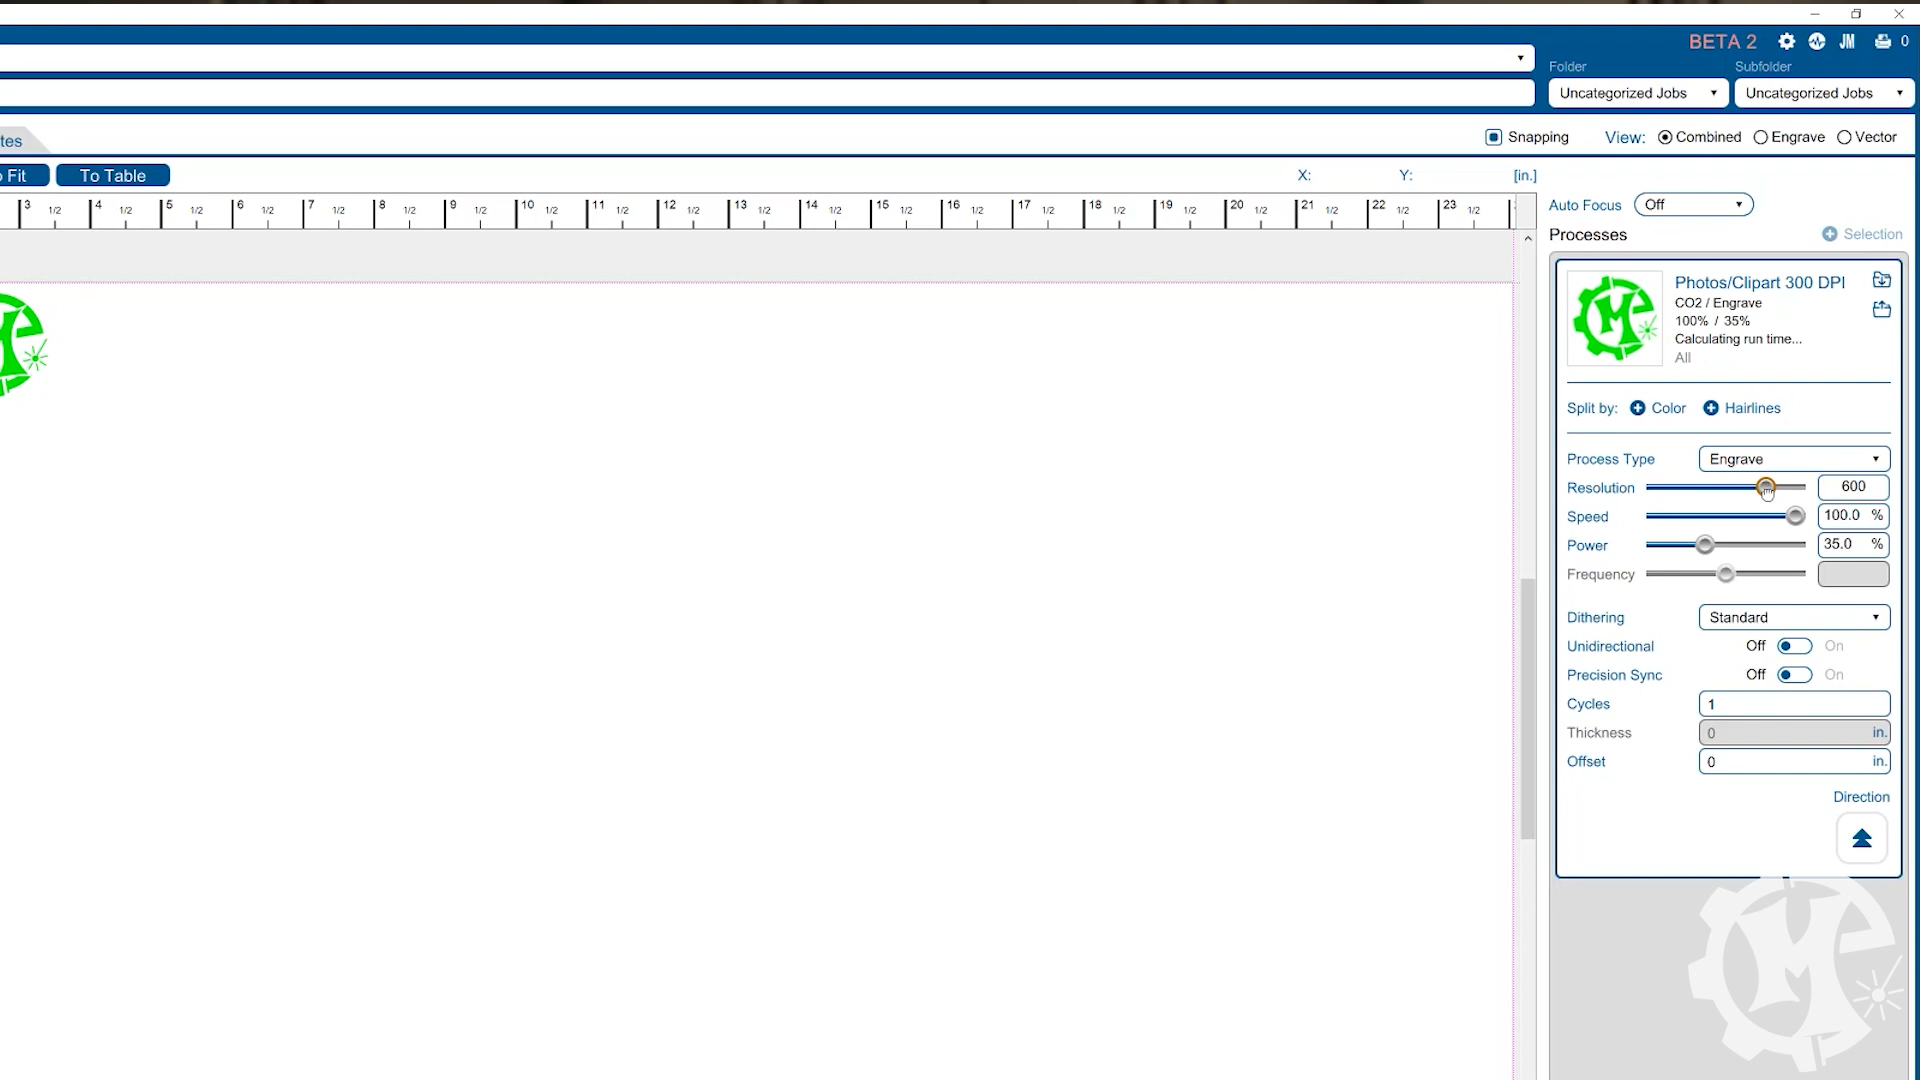 BETA 2 JM 0
Folder Subfolder
Uncategorized Jobs Uncategorized Jobs
tes
Snapping View: Combined Engrave Vector
Fit To Table X: Y: [in.]
3 1/2 4 1/2 5 1/2 6 1/2 7 1/2 8 1/2 9 1/2 10 1/2 11 1/2 12 1/2 13 1/2 14 1/2 15 1/2 16 1/2 17 1/2 18 1/2 19 1/2 20 1/2 21 1/2 22 1/2 23 1/2
Auto Focus Off
Processes Selection
Photos/Clipart 300 DPI
CO2 / Engrave
100% / 35%
Calculating run time...
All
Split by: Color Hairlines
Process Type Engrave
Resolution 600
Speed 100.0 %
Power 35.0 %
Frequency
Dithering Standard
Unidirectional Off On
Precision Sync Off On
Cycles 1
Thickness 0 in.
Offset 0 in.
Direction